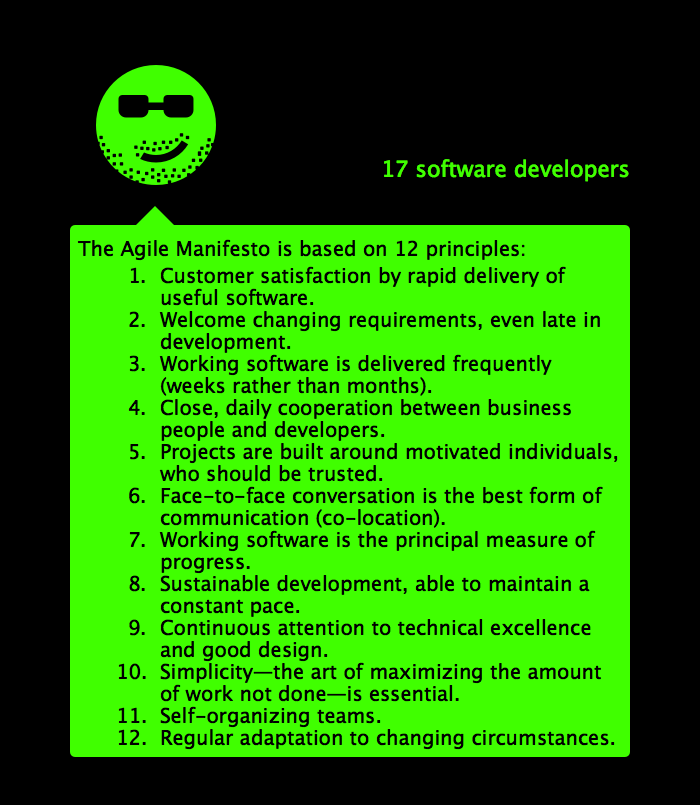 17 software developers
The Agile Manifesto is based on 12 principles:
1. Customer satisfaction by rapid delivery of
useful software.
2. Welcome changing requirements, even late in
development.
3. Working software is delivered frequently
(weeks rather than months).
4. Close, daily cooperation between business
people and developers.
5. Projects are built around motivated individuals,
who should be trusted.
6. Face-to-face conversation is the best form of
communication (co-location).
7. Working software is the principal measure of
progress.
8. Sustainable development, able to maintain a
constant pace.
9. Continuous attention to technical excellence
and good design.
10. Simplicity—the art of maximizing the amount
of work not done—is essential.
11. Self-organizing teams.
12. Regular adaptation to changing circumstances.